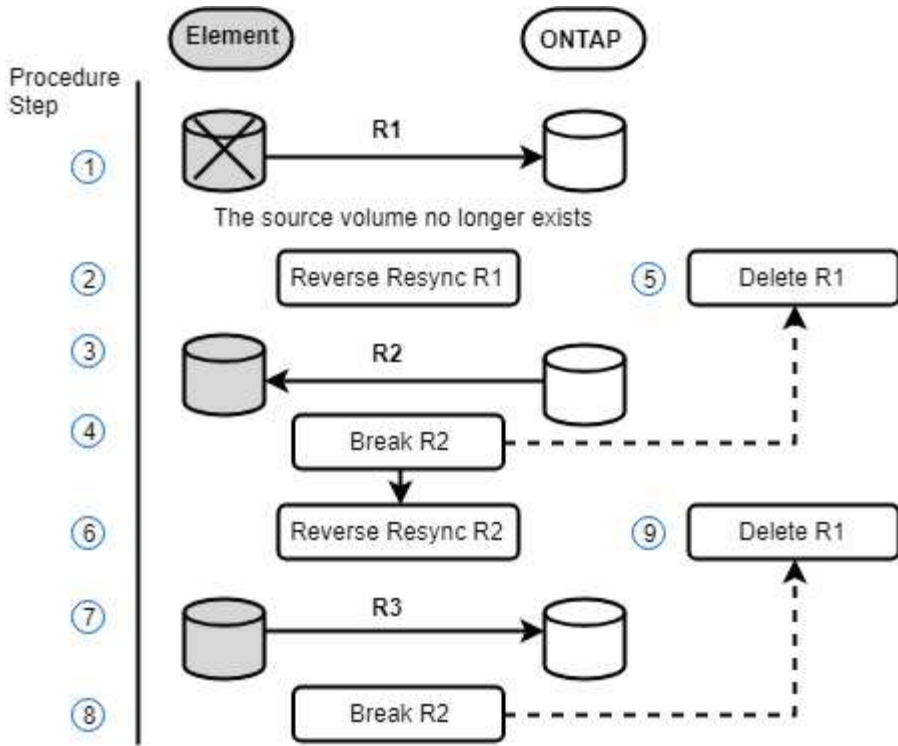 Element
ONTAP
Procedure
Step
R1
1
The source volume no longer exists
2
Reverse Resync R1
5
Delete R1
3
R2
4
Break R2
6
Reverse Resync R2
9
Delete R1
7
R3
8
Break R2